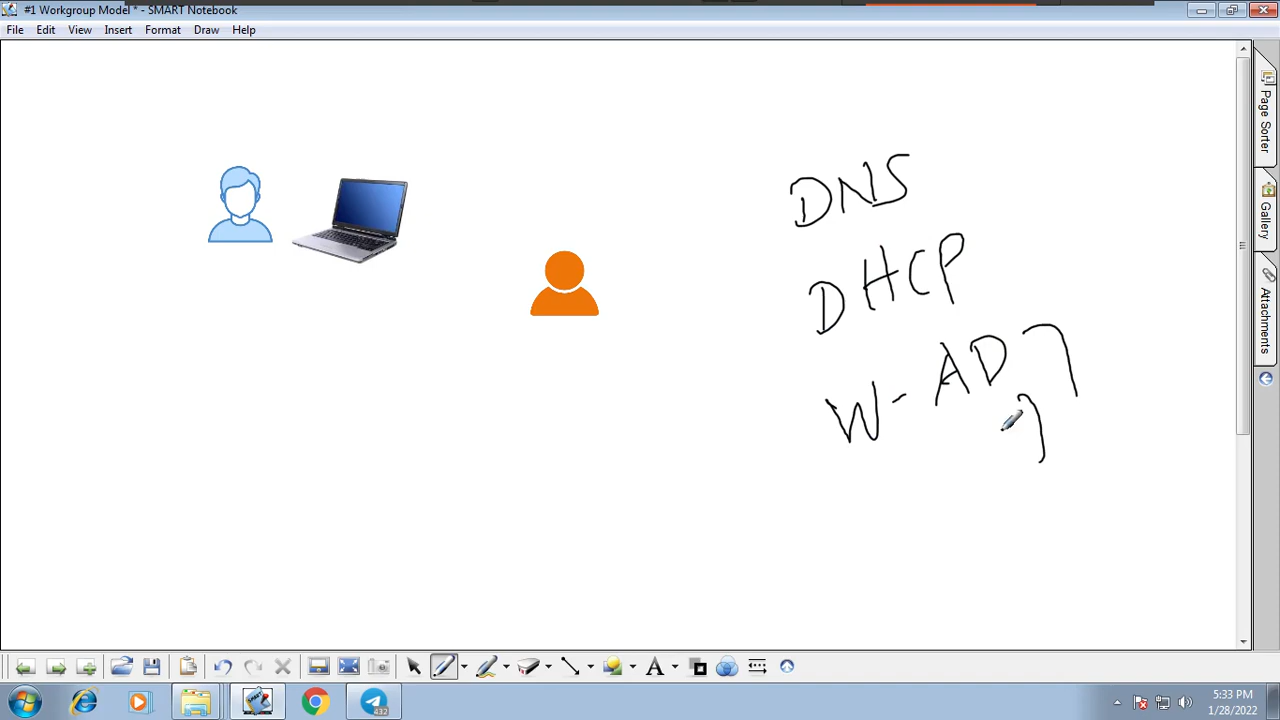 #1 Workgroup Model * - SMART Notebook
File Edit View Insert Format Draw Help
DNS
DHCP
W- AD
Page Sorter
Gallery
Attachments
A
432
5:33 PM
1/28/2022